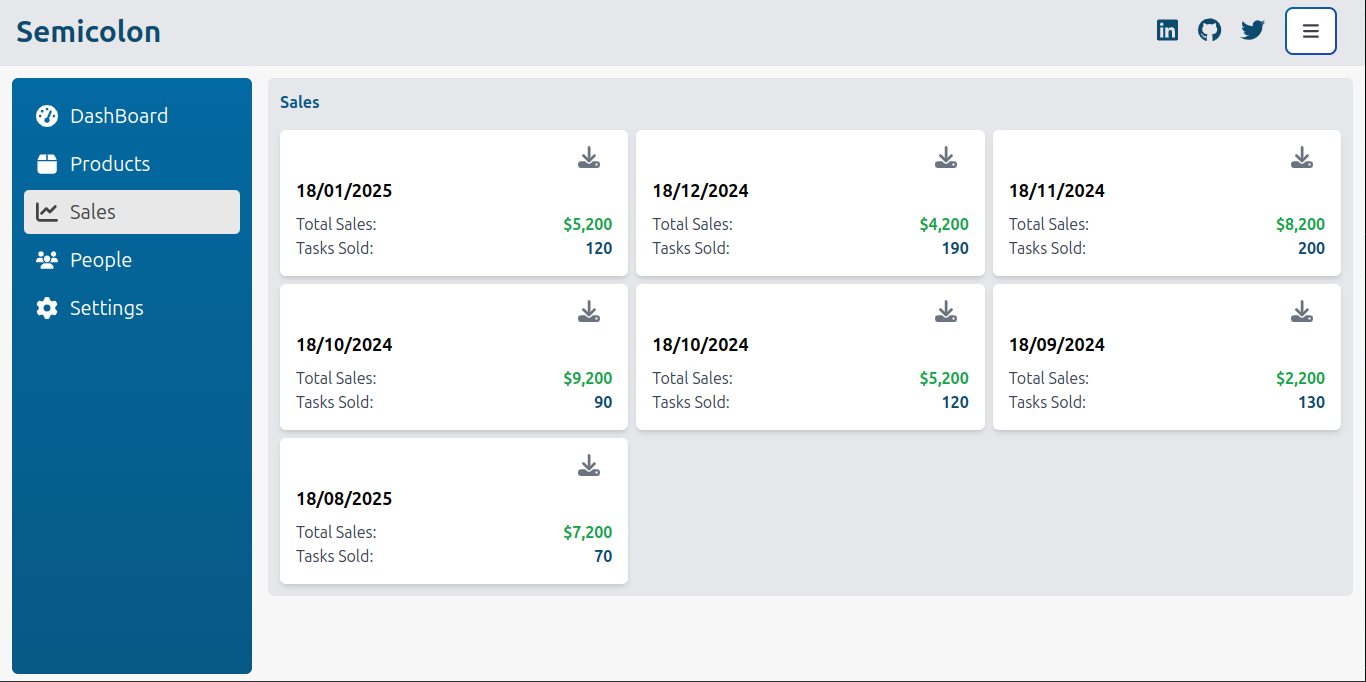 Semicolon
DashBoard
Products
Sales
People
Settings
Sales
18/01/2025
Total Sales: $5,200
Tasks Sold: 120
18/12/2024
Total Sales: $4,200
Tasks Sold: 190
18/11/2024
Total Sales: $8,200
Tasks Sold: 200
18/10/2024
Total Sales: $9,200
Tasks Sold: 90
18/10/2024
Total Sales: $5,200
Tasks Sold: 120
18/09/2024
Total Sales: $2,200
Tasks Sold: 130
18/08/2025
Total Sales: $7,200
Tasks Sold: 70